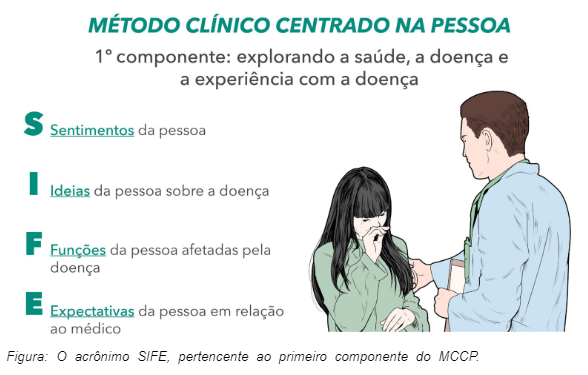 MÉTODO CLÍNICO CENTRADO NA PESSOA
1º componente: explorando a saúde, a doença e
a experiência com a doença
S Sentimentos da pessoa
I Ideias da pessoa sobre a doença
F Funções da pessoa afetadas pela
doença
E Expectativas da pessoa em relação
ao médico
Figura: O acrônimo SIFE, pertencente ao primeiro componente do MCCP.